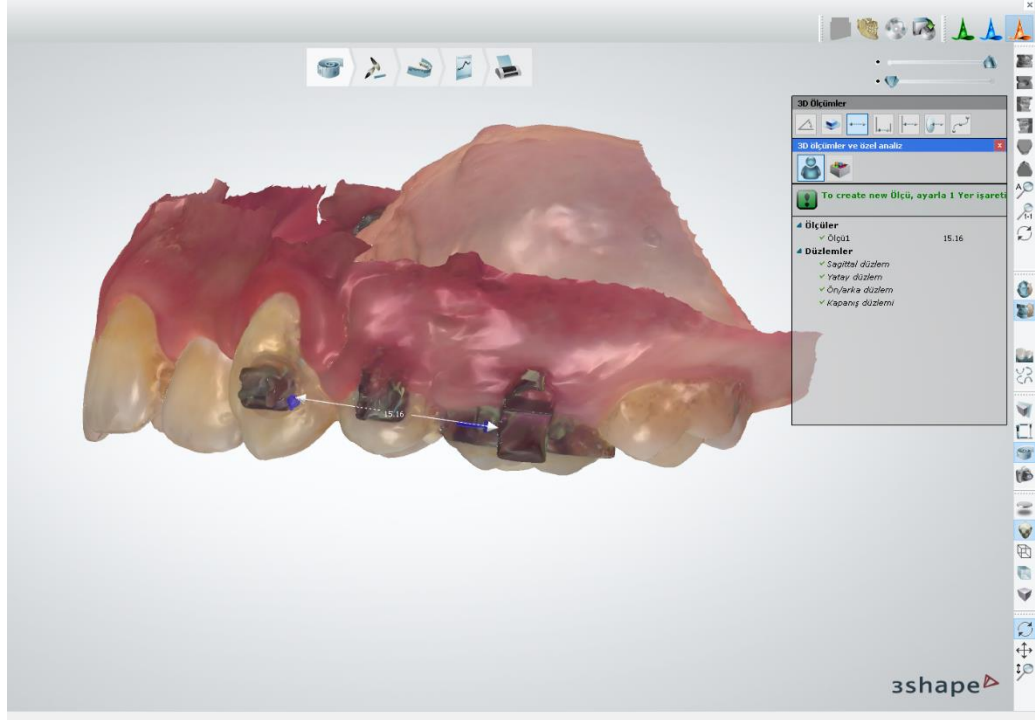 3D Ölçümler
3D ölçümler ve özel analiz
To create new Ölçü, ayarla 1 Yer işareti
Ölçüler
Ölçü1 15.16
Düzlemler
Sagittal düzlem
Yatay düzlem
Ön/arka düzlem
Kapanış düzlemi
15.16
3shape